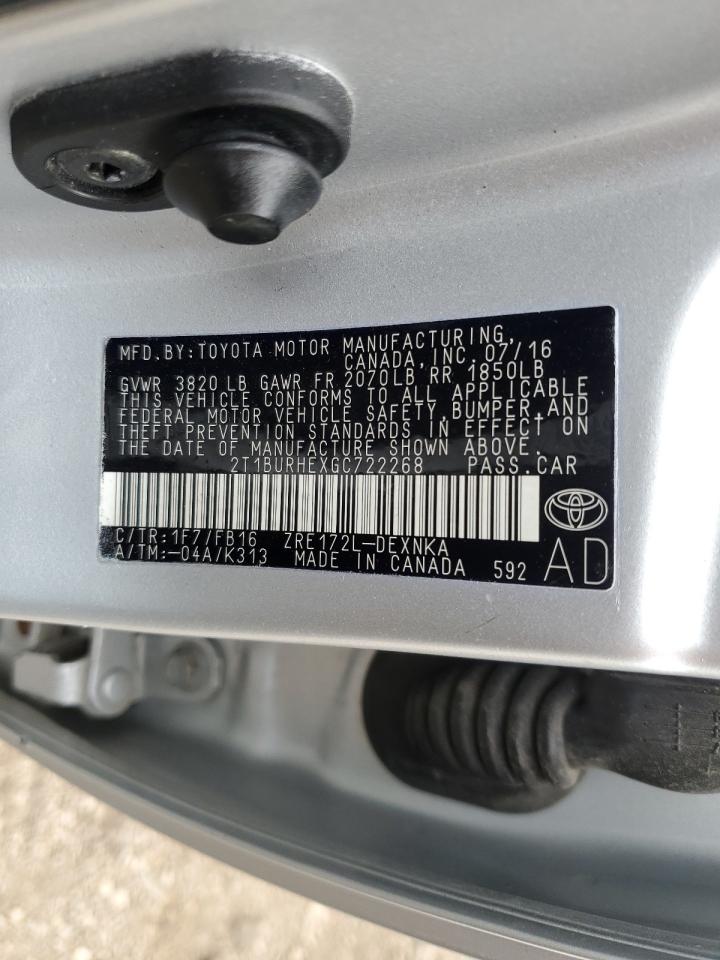 MFD. BY: TOYOTA MOTOR MANUFACTURING,
CANADA, INC. 07/16
GVWR 3820 LB GAWR FR 2070LB RR 1850LB
THIS VEHICLE CONFORMS TO ALL APPLICABLE
FEDERAL MOTOR VEHICLE SAFETY, BUMPER, AND
THEFT PREVENTION STANDARDS IN EFFECT ON
THE DATE OF MANUFACTURE SHOWN ABOVE.
2T1BURHEXGC722268 PASS. CAR
C/TR: 1F7/FB16 ZRE172L-DEXNKA
A/TM: -04A/K313 MADE IN CANADA 592 AD